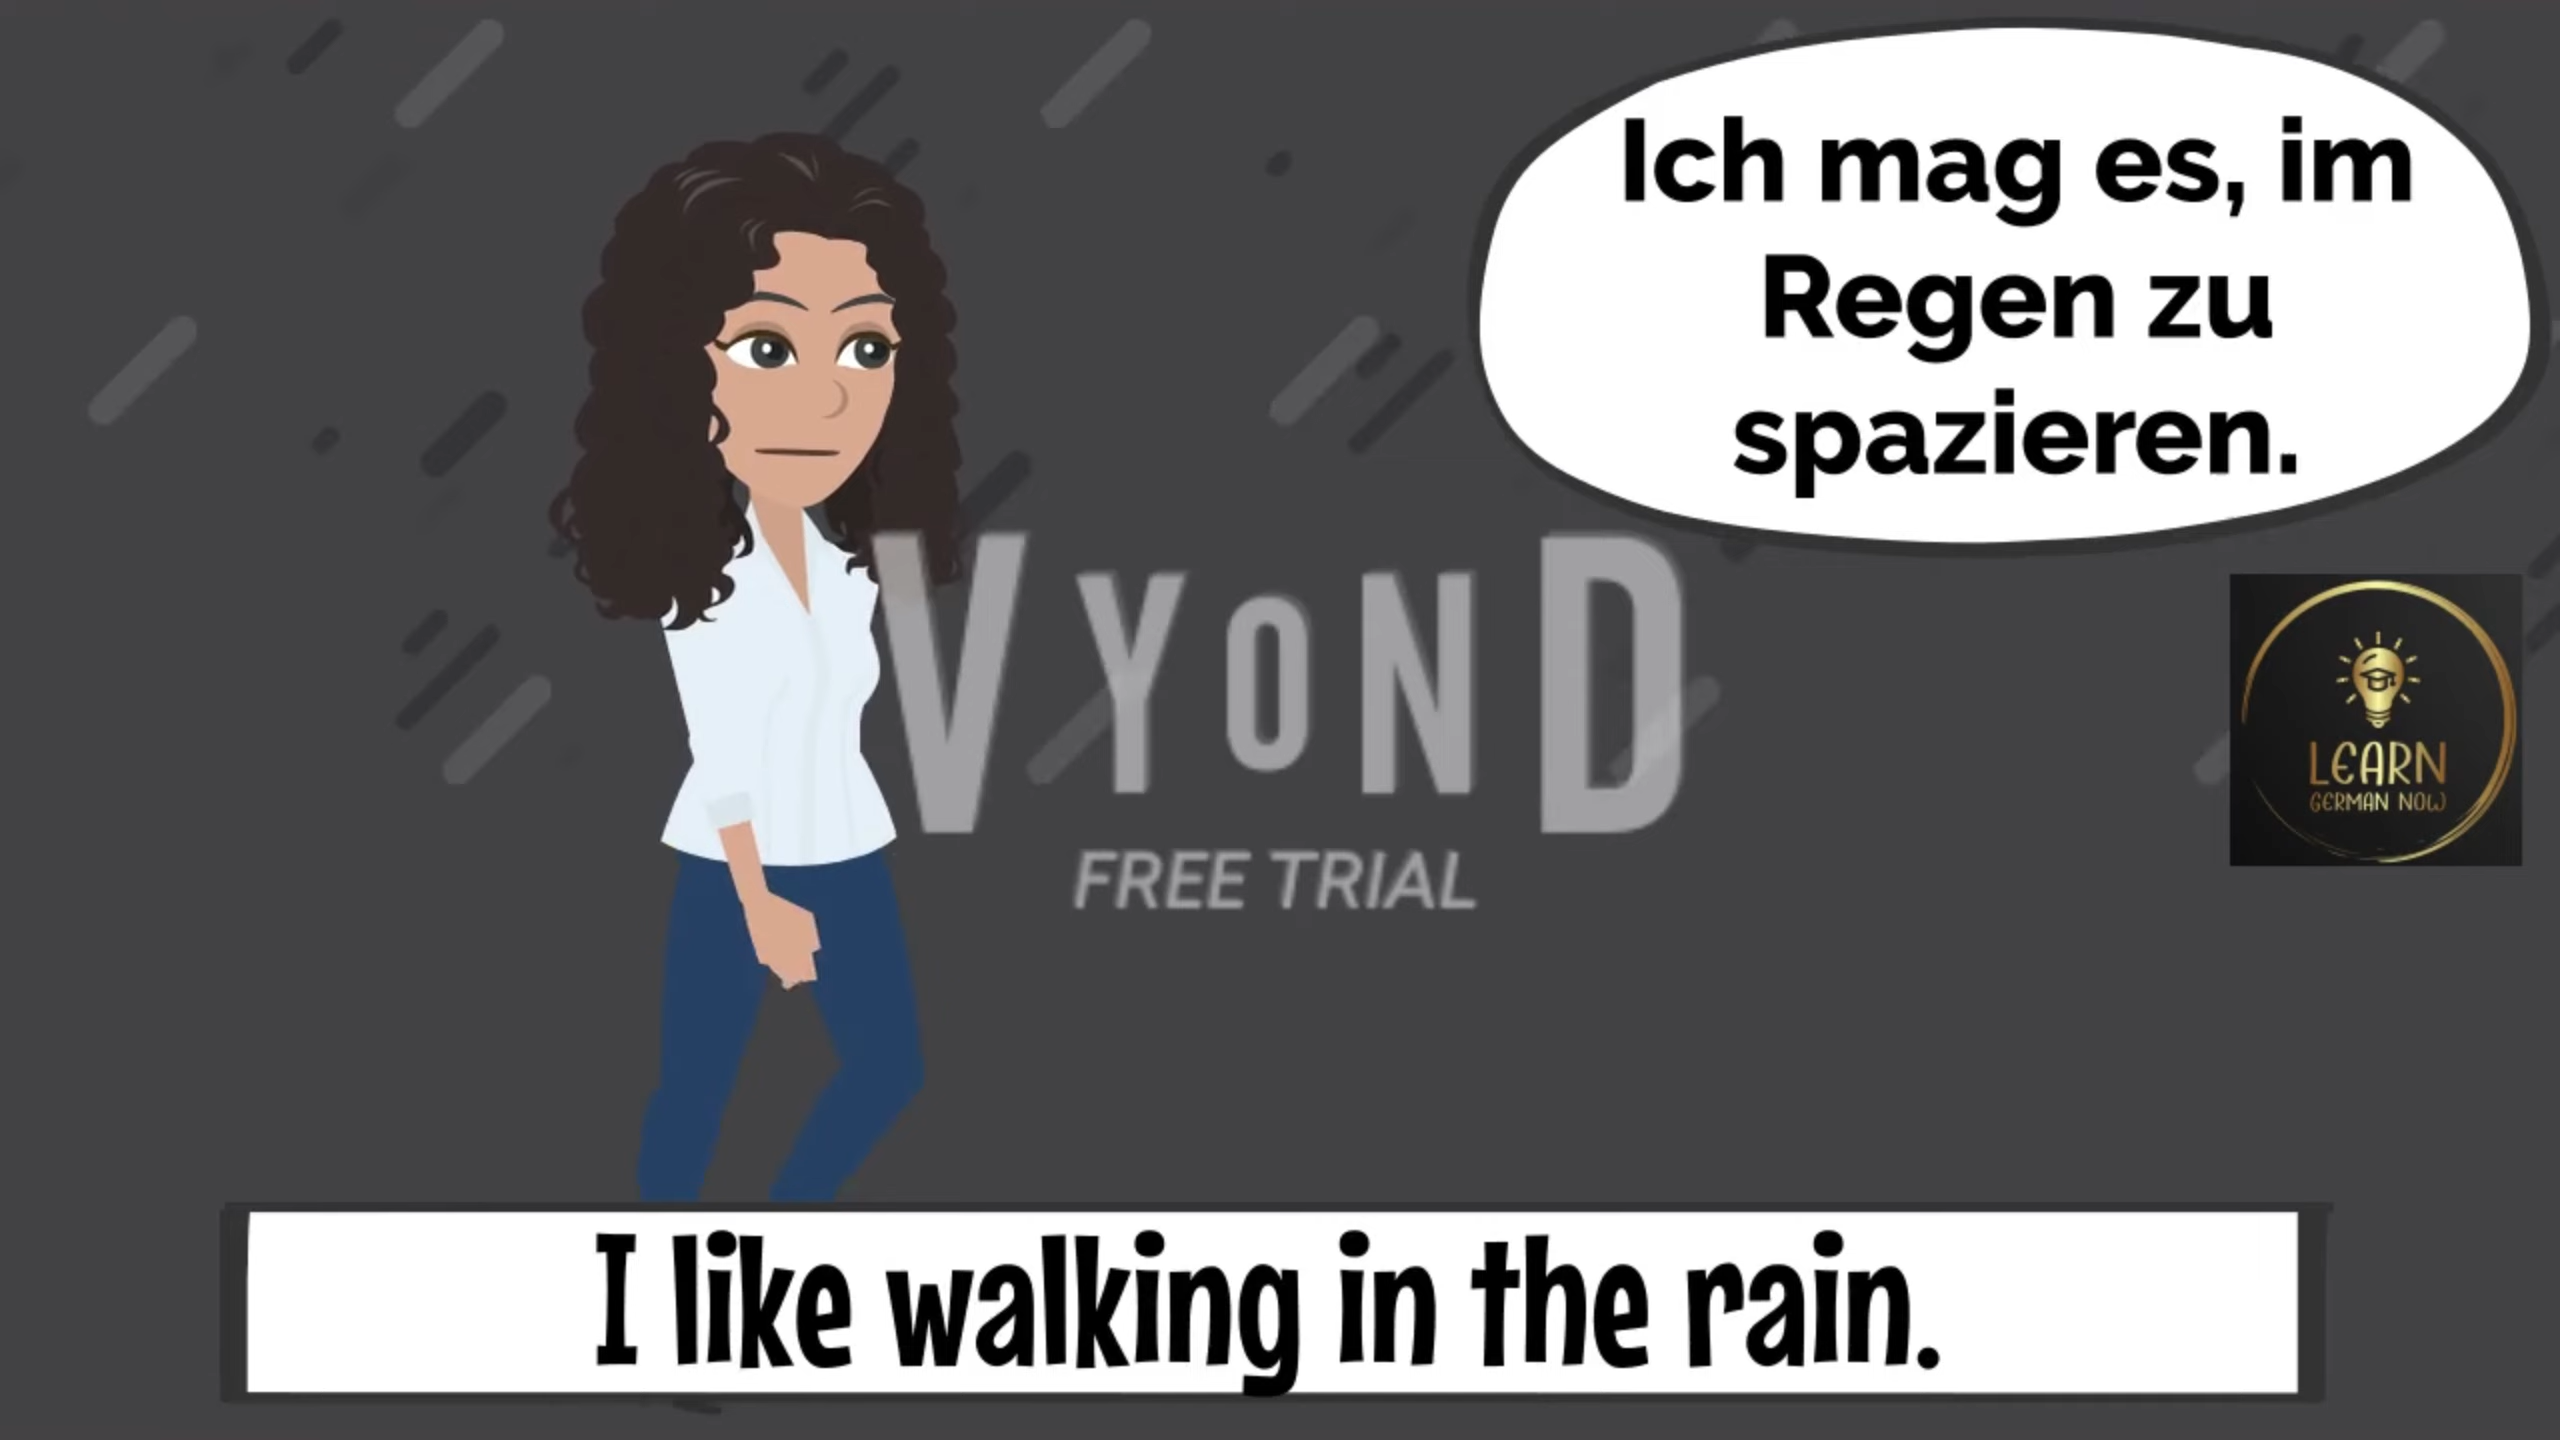 Ich mag es, im
Regen zu
spazieren.
VYOND
FREE TRIAL
LEARN
GERMAN NOW
I like walking in the rain.